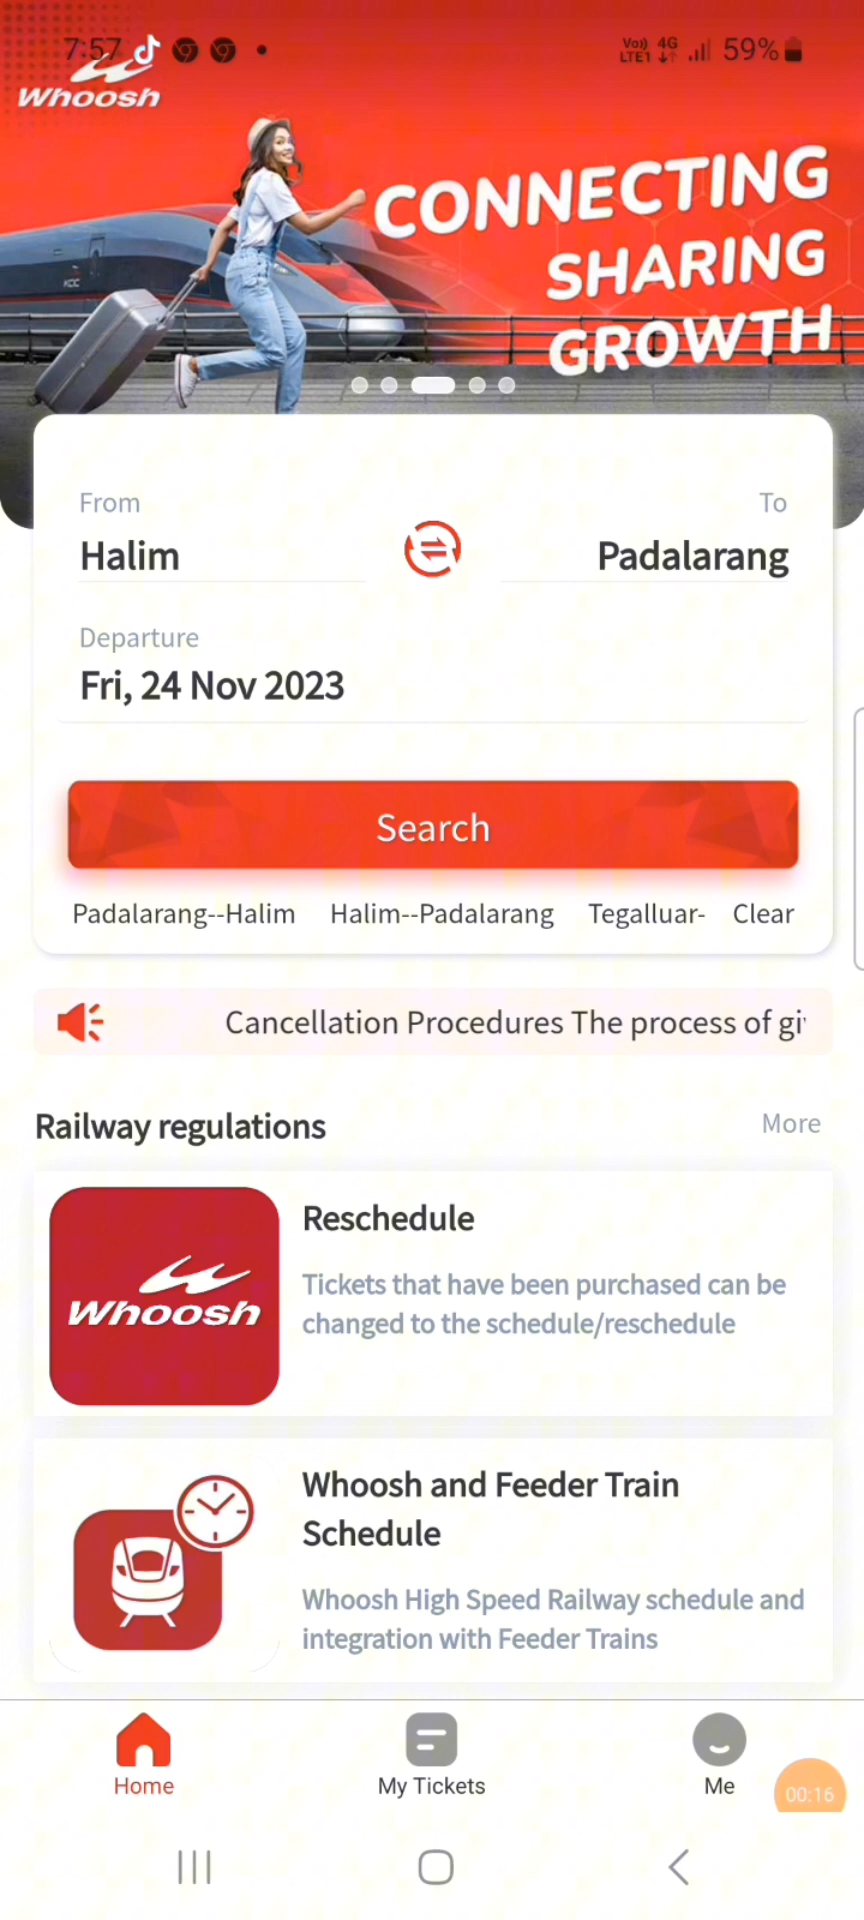 7:57
Vo)) 4G
LTE1 59%
Whoosh
CONNECTING
SHARING
GROWTH
From To
Halim Padalarang
Departure
Fri, 24 Nov 2023
Search
Padalarang--Halim Halim--Padalarang Tegalluar- Clear
Cancellation Procedures The process of gi
Railway regulations More
Reschedule
Tickets that have been purchased can be
changed to the schedule/reschedule
Whoosh
Whoosh and Feeder Train
Schedule
Whoosh High Speed Railway schedule and
integration with Feeder Trains
Home My Tickets Me
00:16